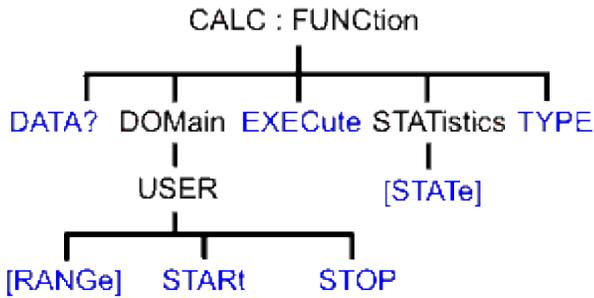 CALC : FUNCtion
DATA? DOMain EXECute STATistics TYPE
USER [STATe]
[RANGe] STARt STOP